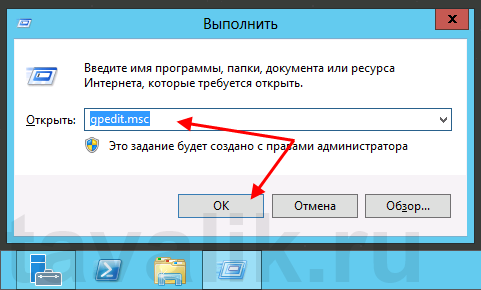 Выполнить
Введите имя программы, папки, документа или ресурса
Интернета, которые требуется открыть.
Открыть: gpedit.msc
Это задание будет создано с правами администратора
ОК Отмена Обзор...
tavalik.ru